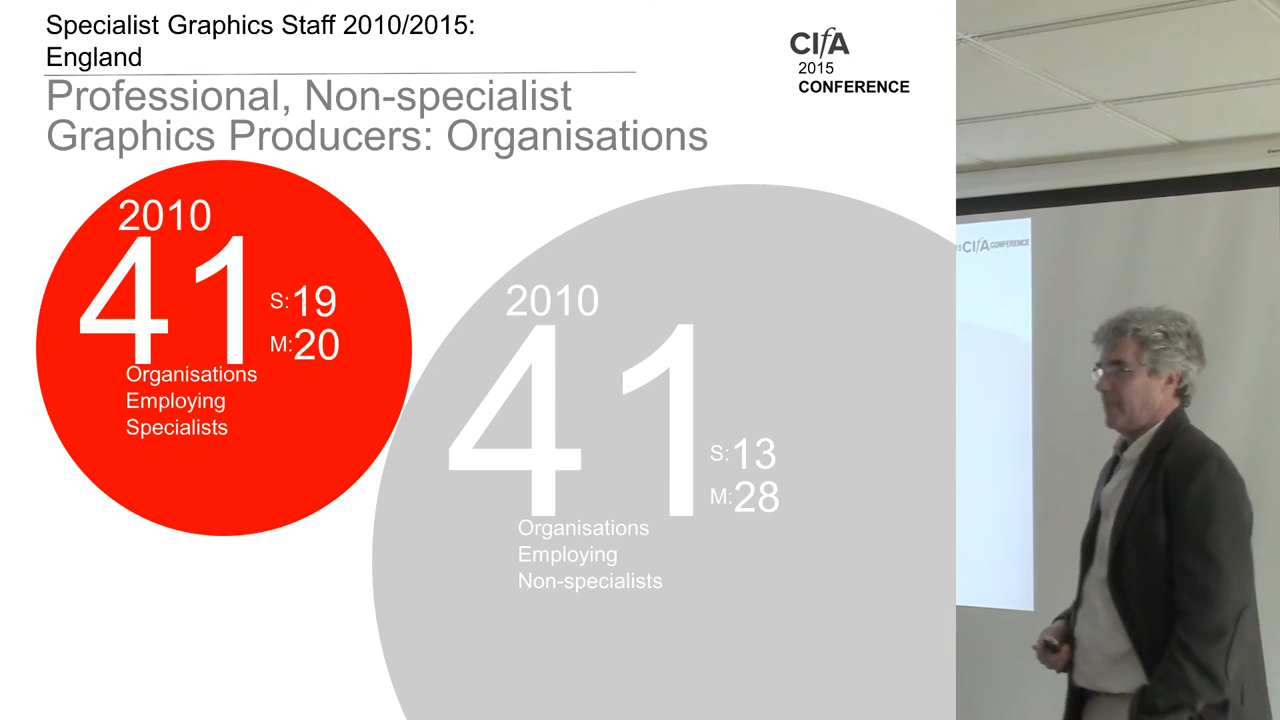 Specialist Graphics Staff 2010/2015:
England
CIfA
2015
CONFERENCE
Professional, Non-specialist
Graphics Producers: Organisations
2010
41
S:19
M:20
Organisations
Employing
Specialists
2010
41
S:13
M:28
Organisations
Employing
Non-specialists
CIfA CONFERENCE